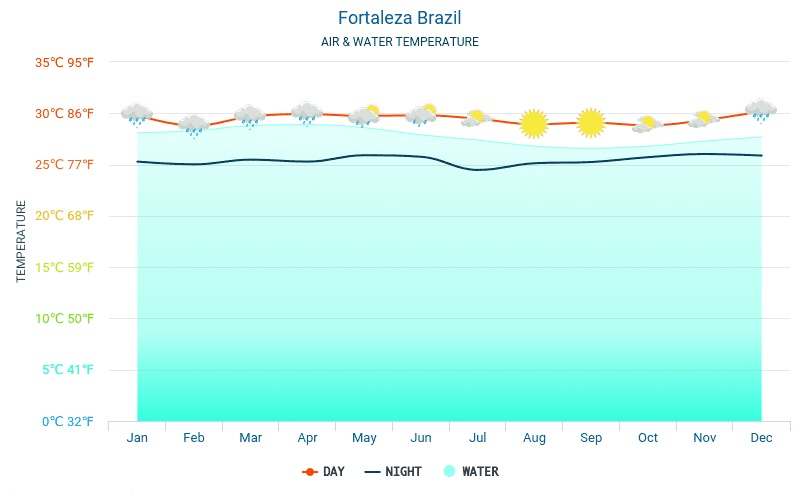 Fortaleza Brazil
AIR & WATER TEMPERATURE
35℃ 95℉
30℃ 86℉
25℃ 77℉
20℃ 68℉
15℃ 59℉
10℃ 50℉
5℃ 41℉
0℃ 32℉
TEMPERATURE
Jan Feb Mar Apr May Jun Jul Aug Sep Oct Nov Dec
DAY NIGHT WATER